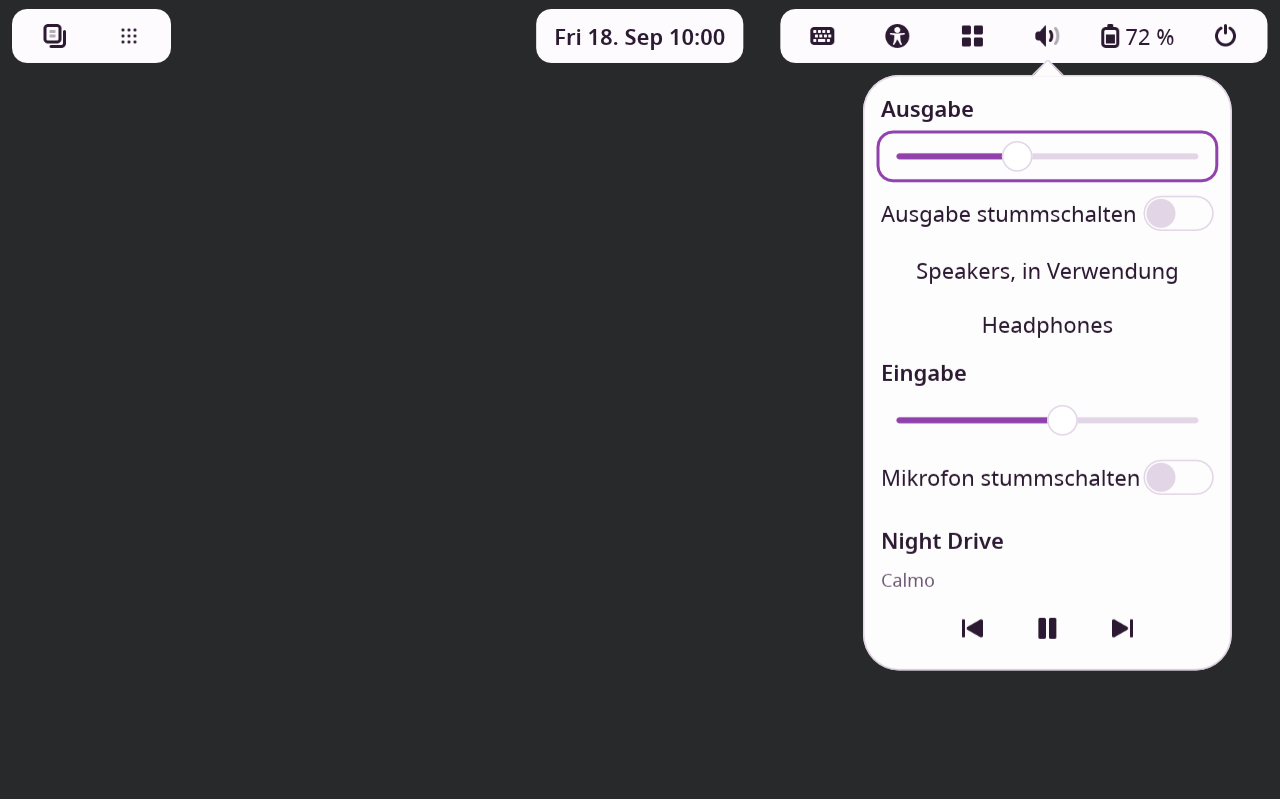 Fri 18. Sep 10:00
72 %
Ausgabe
Ausgabe stummschalten
Speakers, in Verwendung
Headphones
Eingabe
Mikrofon stummschalten
Night Drive
Calmo